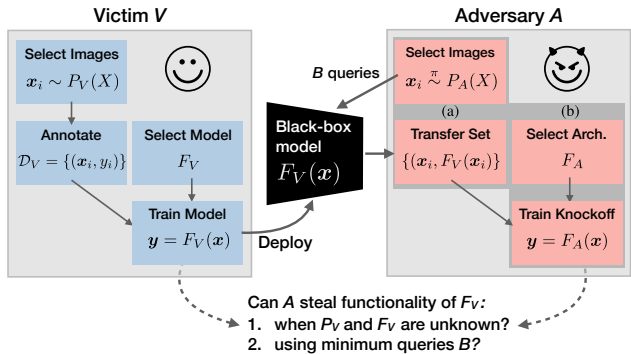 Victim V
Select Images
x_i ∼ P_V(X)
Annotate
D_V = {(x_i, y_i)}
Select Model
F_V
Train Model
y = F_V(x)
Deploy
B queries
Black-box
model
F_V(x)
Adversary A
Select Images
x_i ∼^π P_A(X)
(a)
(b)
Transfer Set
{(x_i, F_V(x_i))}
Select Arch.
F_A
Train Knockoff
y = F_A(x)
Can A steal functionality of F_V:
1. when P_V and F_V are unknown?
2. using minimum queries B?